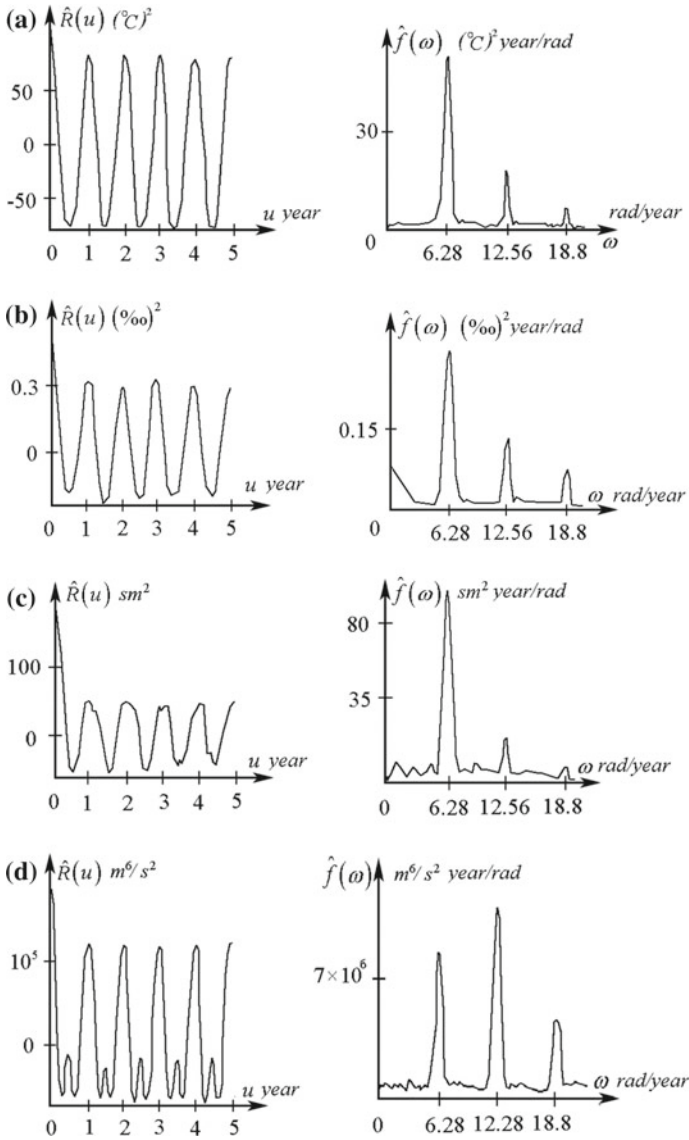 (a) R̂(u) (°C)²
50
0
-50
u year
0 1 2 3 4 5
f̂(ω) (°C)² year/rad
30
0
rad/year
6.28 12.56 18.8 ω
(b) R̂(u) (‰)²
0.3
0
u year
0 1 2 3 4 5
f̂(ω) (‰)² year/rad
0.15
0
ω rad/year
6.28 12.56 18.8
(c) R̂(u) sm²
100
0
u year
0 1 2 3 4 5
f̂(ω) sm² year/rad
80
35
ω rad/year
0 6.28 12.56 18.8
(d) R̂(u) m⁶/s²
10⁵
0
u year
0 1 2 3 4 5
f̂(ω) m⁶/s² year/rad
7×10⁶
ω rad/year
0 6.28 12.28 18.8